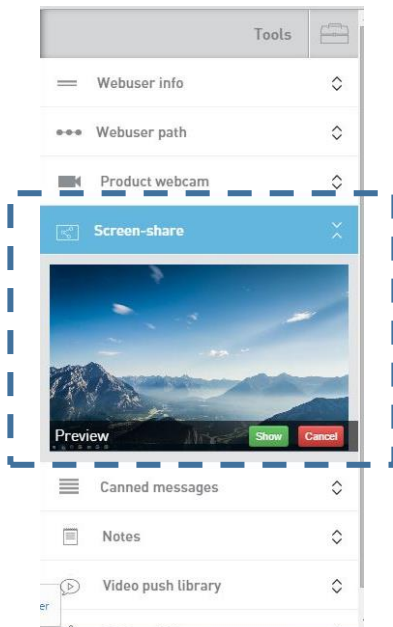 Tools
Webuser info
Webuser path
Product webcam
Screen-share
Preview Show Cancel
Canned messages
Notes
Video push library
er